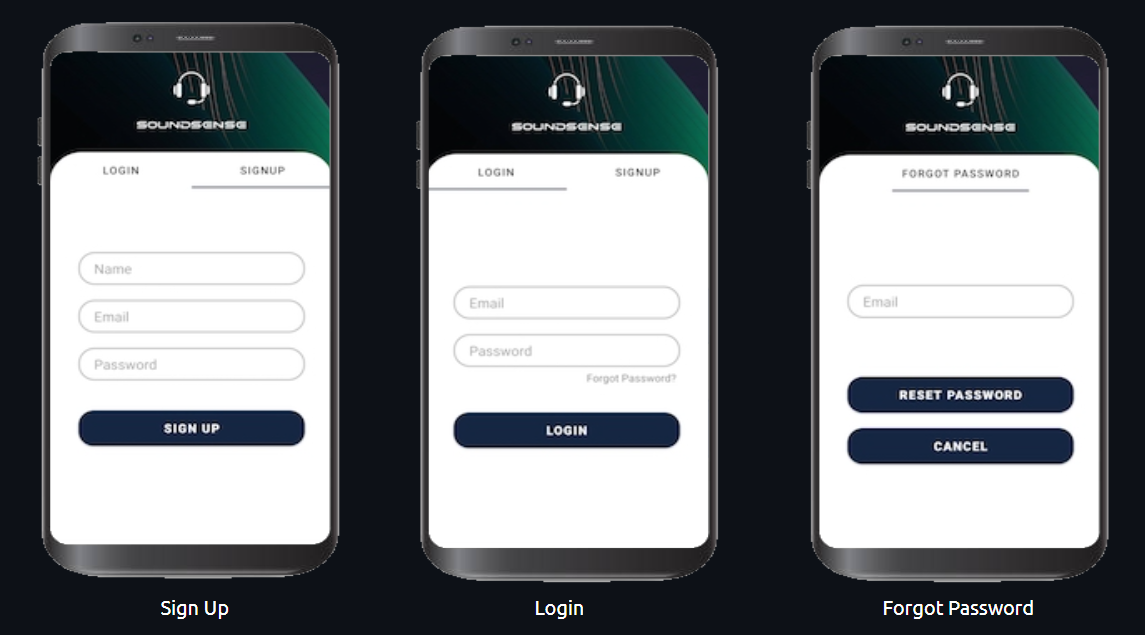 SOUNDSENSE
LOGIN SIGNUP
Name
Email
Password
SIGN UP
Sign Up
SOUNDSENSE
LOGIN SIGNUP
Email
Password
Forgot Password?
LOGIN
Login
SOUNDSENSE
FORGOT PASSWORD
Email
RESET PASSWORD
CANCEL
Forgot Password